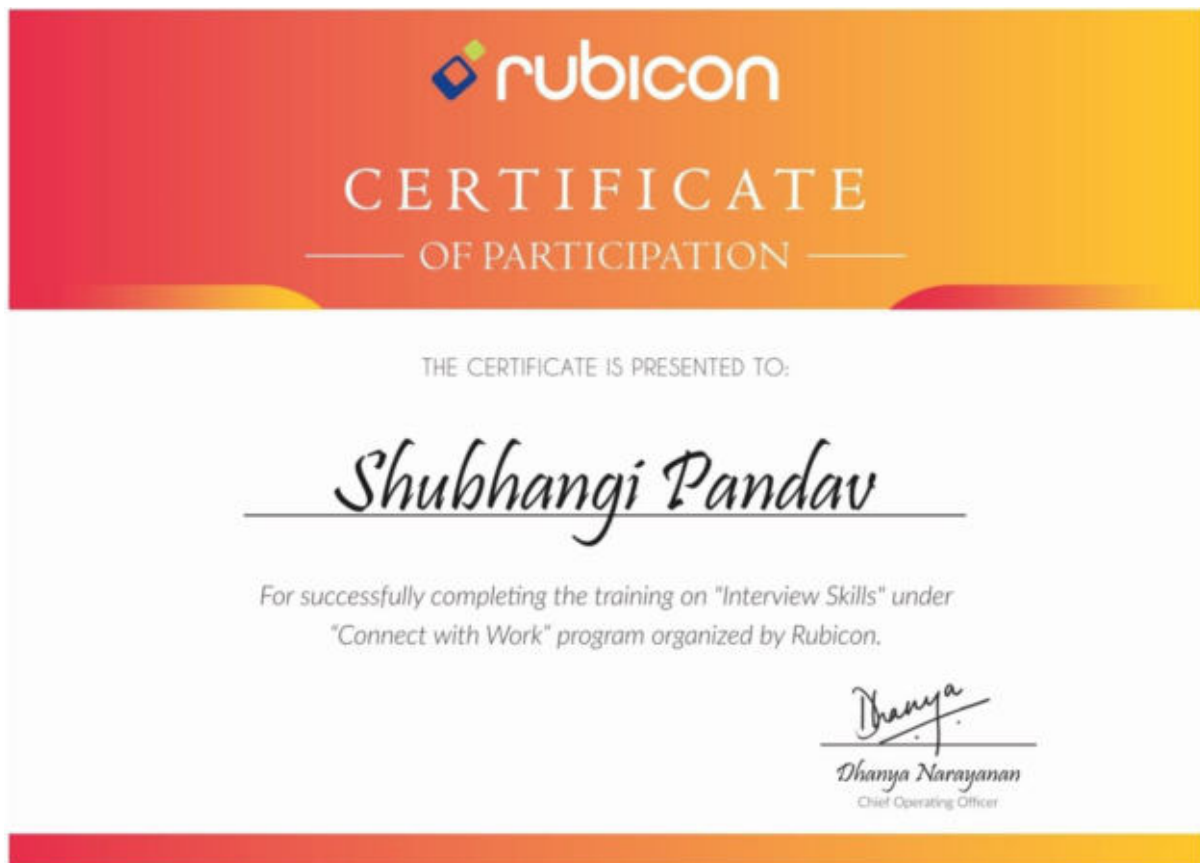 rubicon
CERTIFICATE
OF PARTICIPATION
THE CERTIFICATE IS PRESENTED TO:
Shubhangi Pandav
For successfully completing the training on "Interview Skills" under
"Connect with Work" program organized by Rubicon.
Dhanya
Dhanya Narayanan
Chief Operating Officer